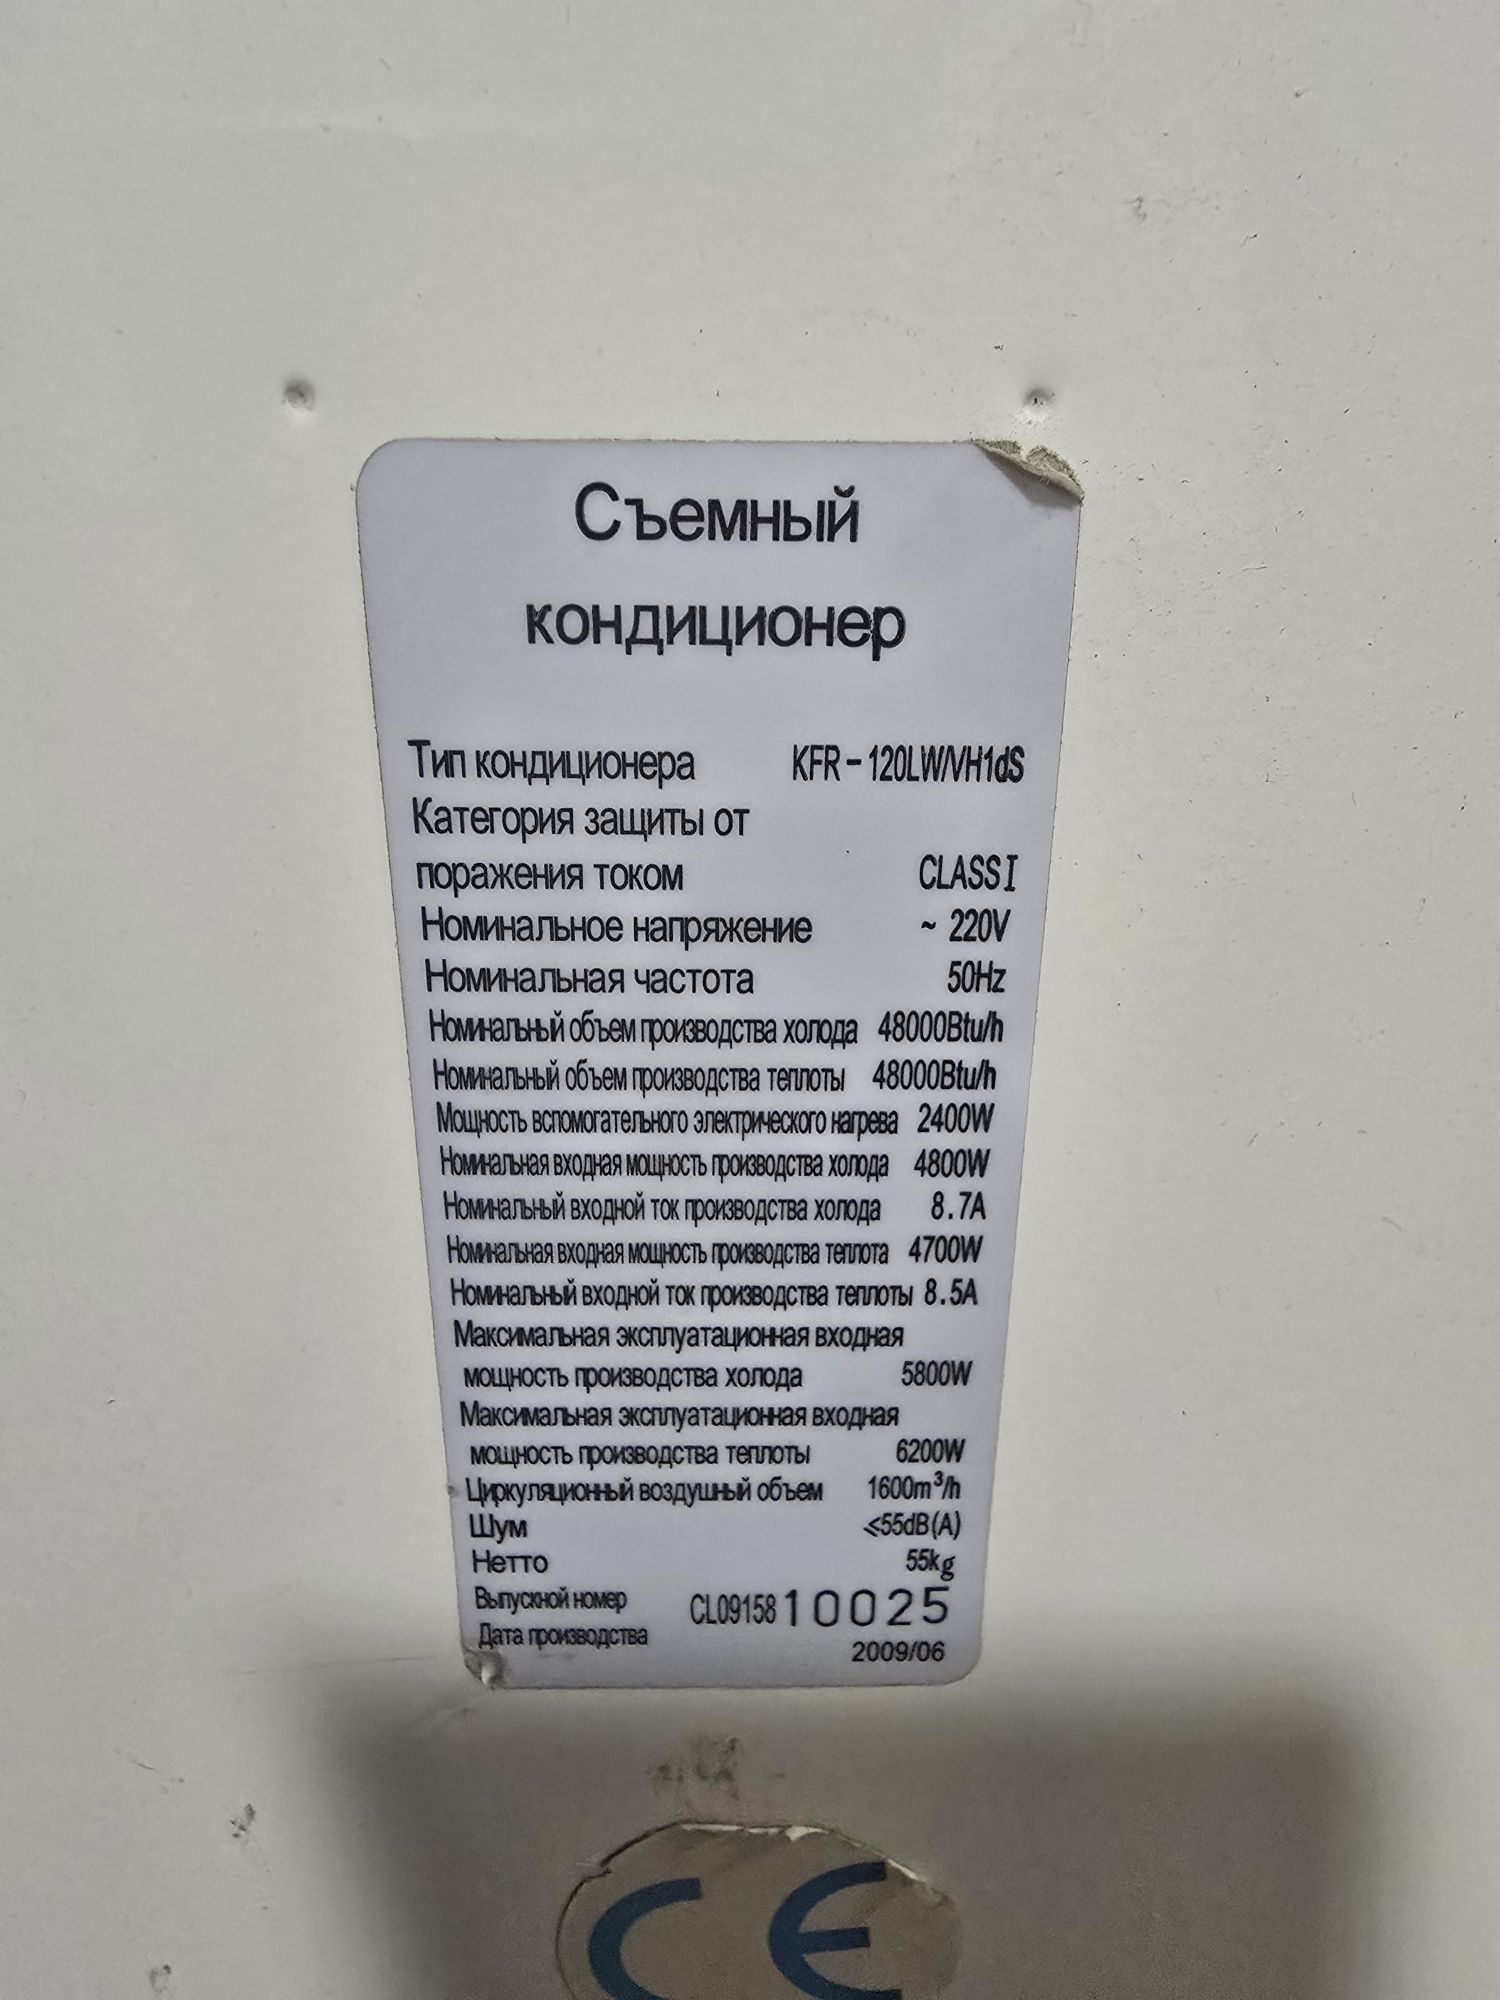 Съемный
кондиционер
Тип кондиционера KFR-120LW/VH1dS
Категория защиты от
поражения током CLASS I
Номинальное напряжение ~ 220V
Номинальная частота 50Hz
Номинальный объем производства холода 48000Btu/h
Номинальный объем производства теплоты 48000Btu/h
Мощность вспомогательного электрического нагрева 2400W
Номинальная входная мощность производства холода 4800W
Номинальный входной ток производства холода 8.7A
Номинальная входная мощность производства теплота 4700W
Номинальный входной ток производства теплоты 8.5A
Максимальная эксплуатационная входная
мощность производства холода 5800W
Максимальная эксплуатационная входная
мощность производства теплоты 6200W
Циркуляционный воздушный объем 1600m³/h
Шум ≤55dB(A)
Нетто 55kg
Выпускной номер CL0915810025
Дата производства 2009/06
CE